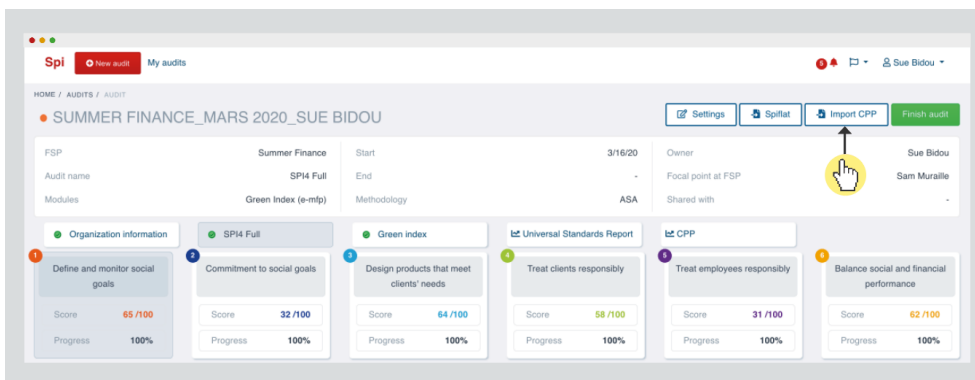 Spi New audit My audits 5 Sue Bidou
HOME / AUDITS / AUDIT
SUMMER FINANCE_MARS 2020_SUE BIDOU Settings Spiflat Import CPP Finish audit
FSP Summer Finance Start 3/16/20 Owner Sue Bidou
Audit name SPI4 Full End - Focal point at FSP Sam Muraille
Modules Green Index (e-mfp) Methodology ASA Shared with -
Organization information SPI4 Full Green index Universal Standards Report CPP
1 2 3 4 5 6
Define and monitor social Commitment to social goals Design products that meet Treat clients responsibly Treat employees responsibly Balance social and financial
goals clients' needs performance
Score 65 /100 Score 32 /100 Score 64 /100 Score 58 /100 Score 31 /100 Score 62 /100
Progress 100% Progress 100% Progress 100% Progress 100% Progress 100% Progress 100%